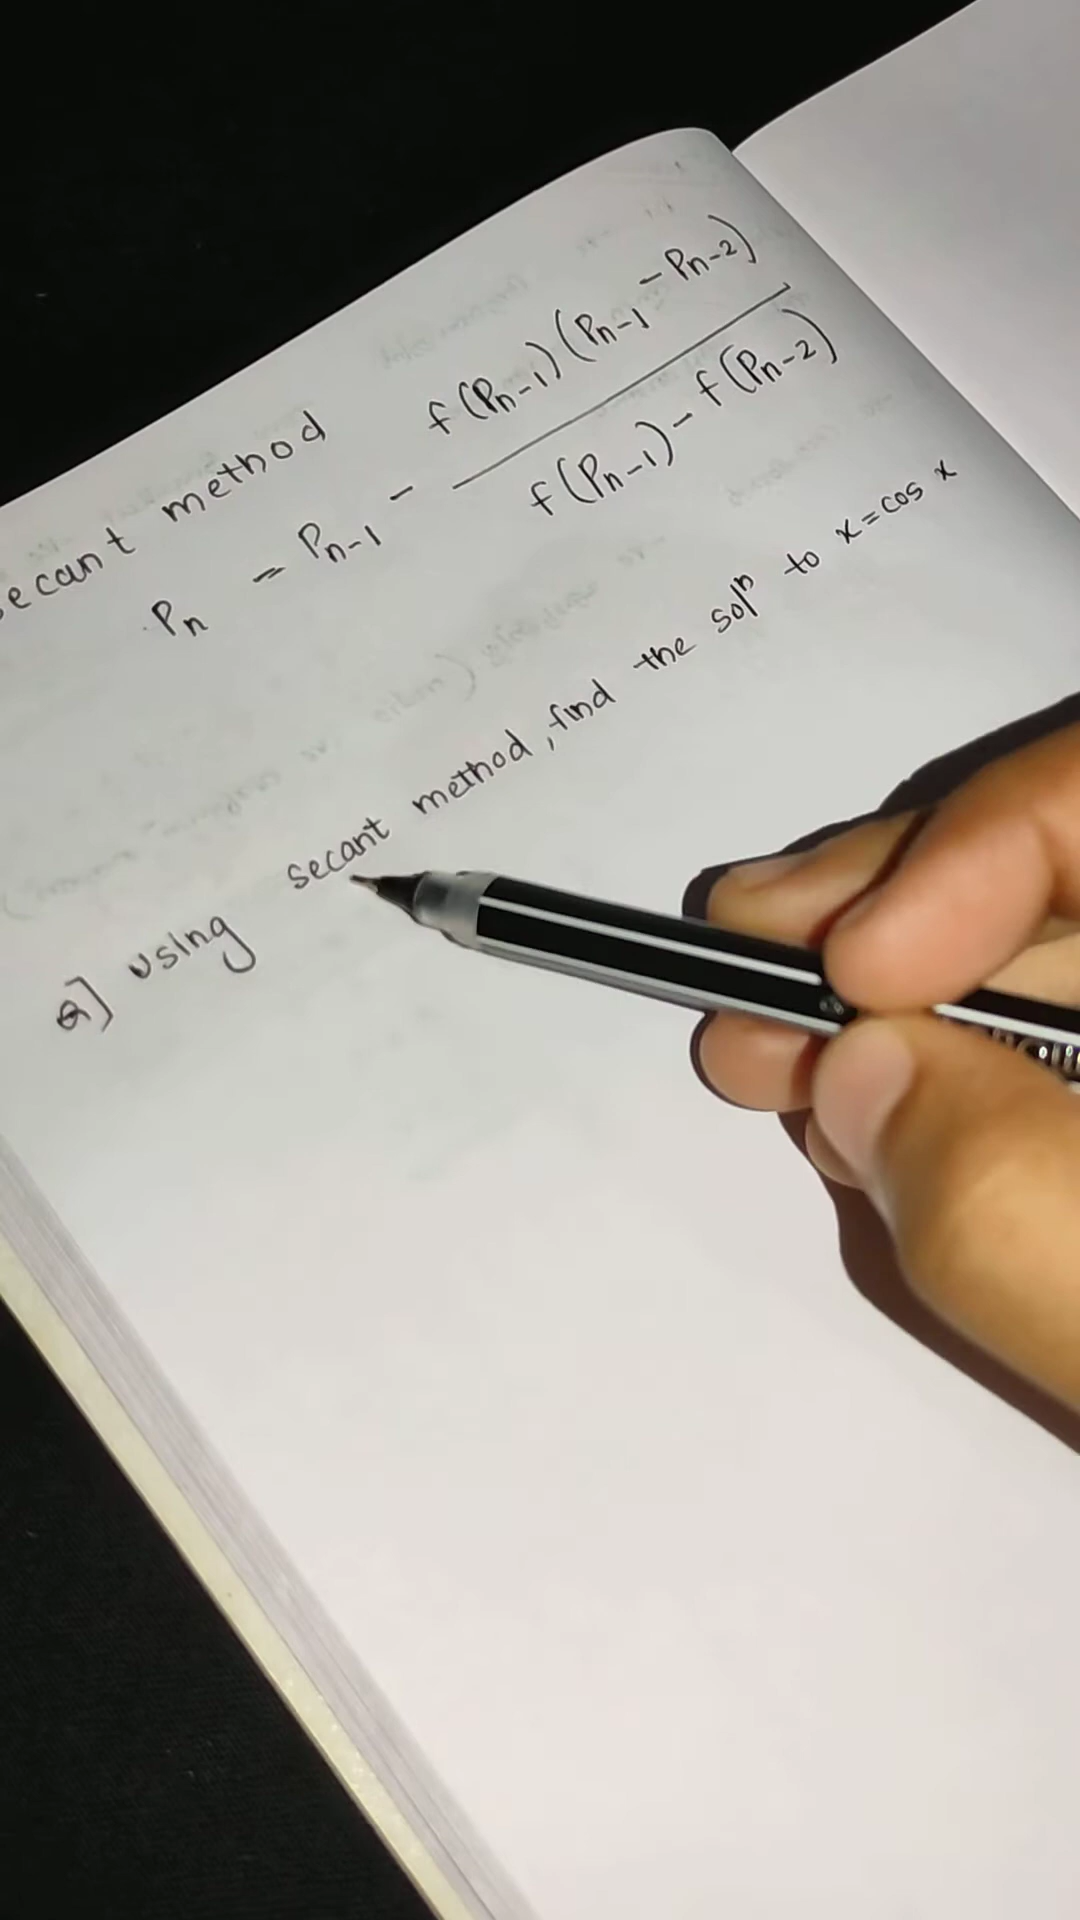 secant method
Pn = Pn-1 - f(Pn-1)(Pn-1 - Pn-2)
f(Pn-1) - f(Pn-2)
Q] using secant method, find the solⁿ to x = cos x